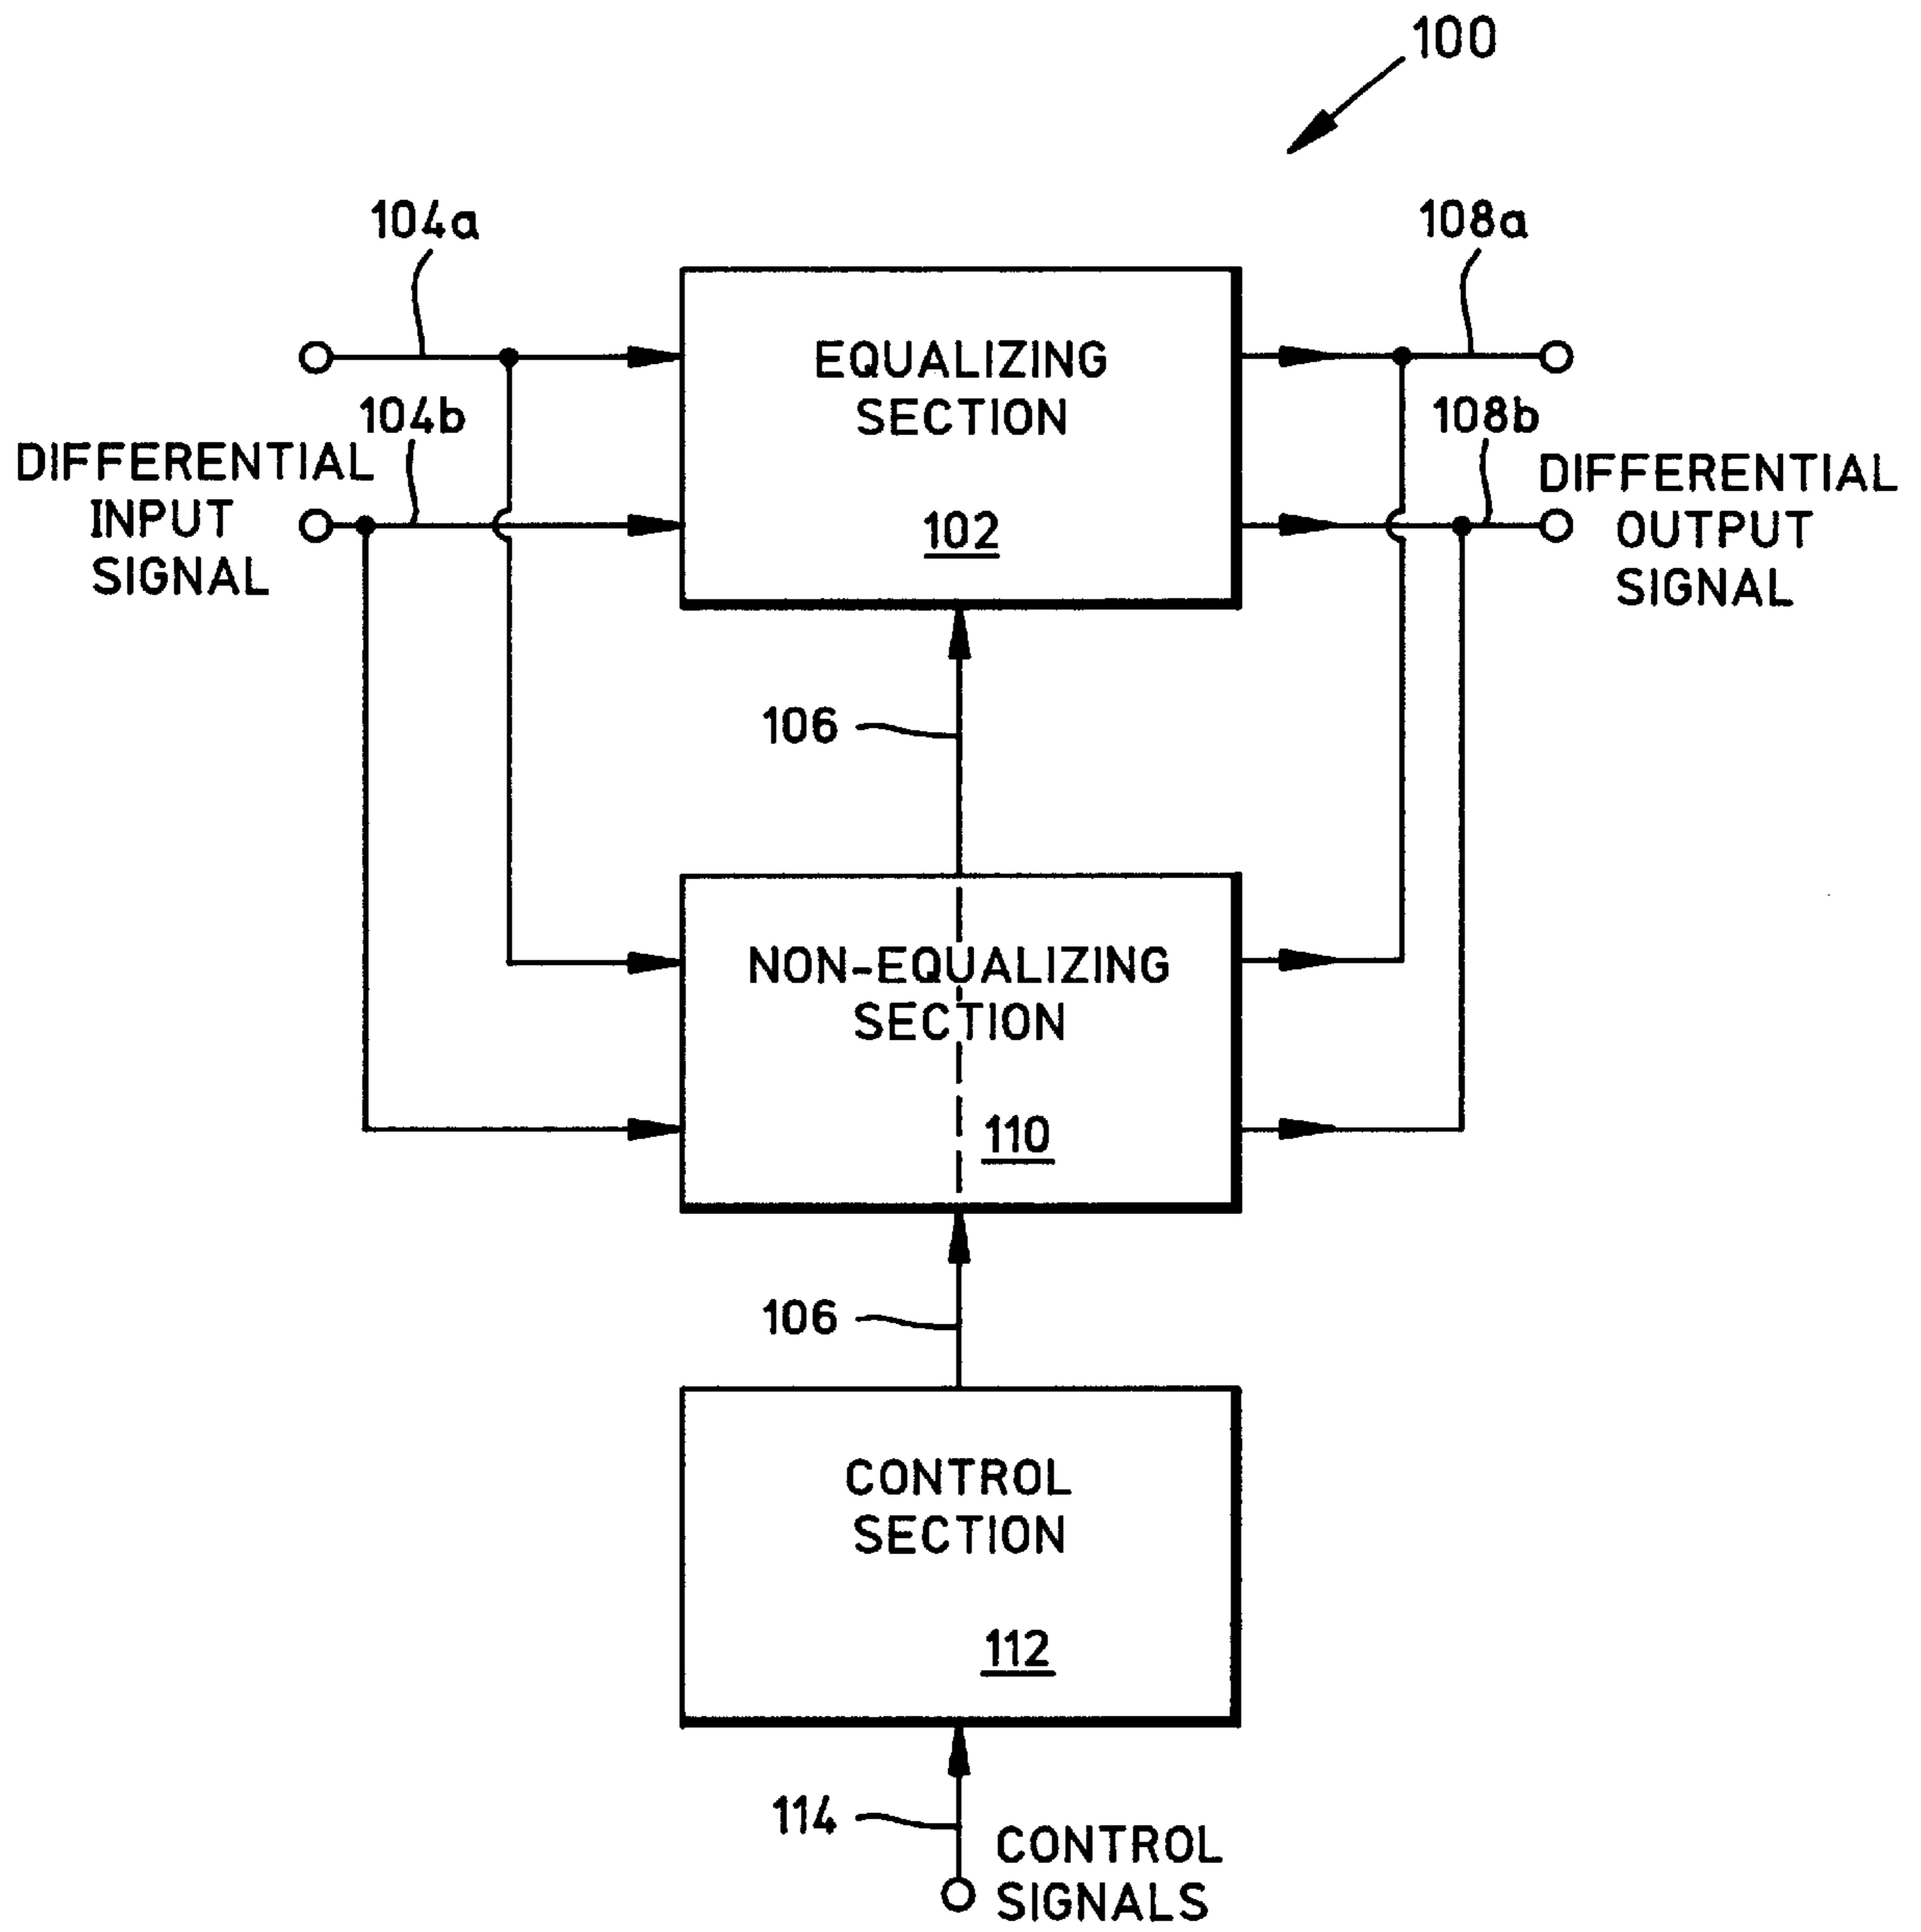 100
104a
108a
EQUALIZING
SECTION
104b
108b
DIFFERENTIAL
INPUT
SIGNAL
102
DIFFERENTIAL
OUTPUT
SIGNAL
106
NON-EQUALIZING
SECTION
110
106
CONTROL
SECTION
112
114
CONTROL
SIGNALS